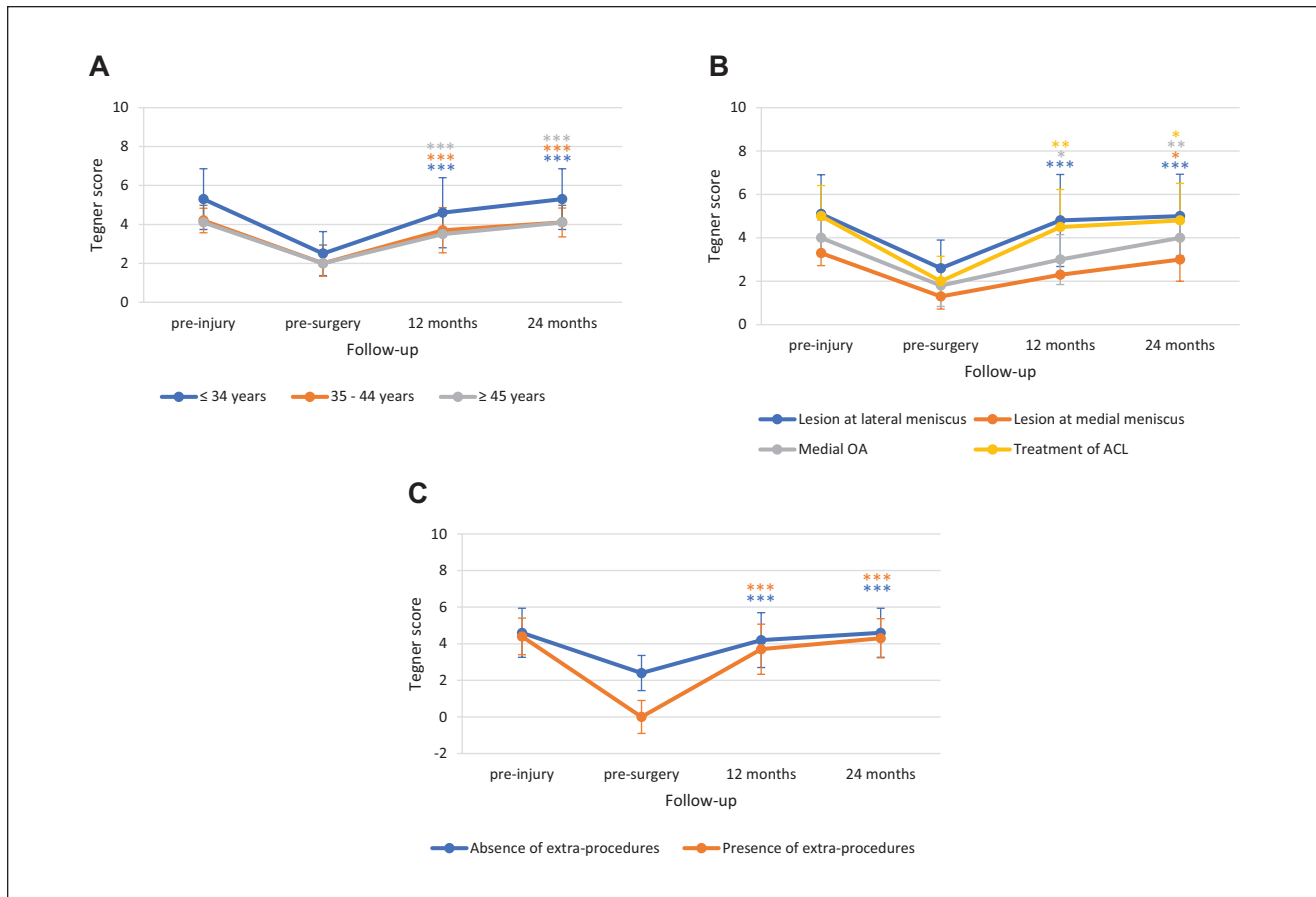 A
Tegner score
10
8
6
4
2
0
*** ***
*** ***
*** ***
pre-injury pre-surgery 12 months 24 months
Follow-up
≤ 34 years 35 - 44 years ≥ 45 years
B
Tegner score
10
8
6
4
2
0
*
** **
* *
*** ***
pre-injury pre-surgery 12 months 24 months
Follow-up
Lesion at lateral meniscus Lesion at medial meniscus
Medial OA Treatment of ACL
C
Tegner score
10
8
6
4
2
0
-2
*** ***
*** ***
pre-injury pre-surgery 12 months 24 months
Follow-up
Absence of extra-procedures Presence of extra-procedures